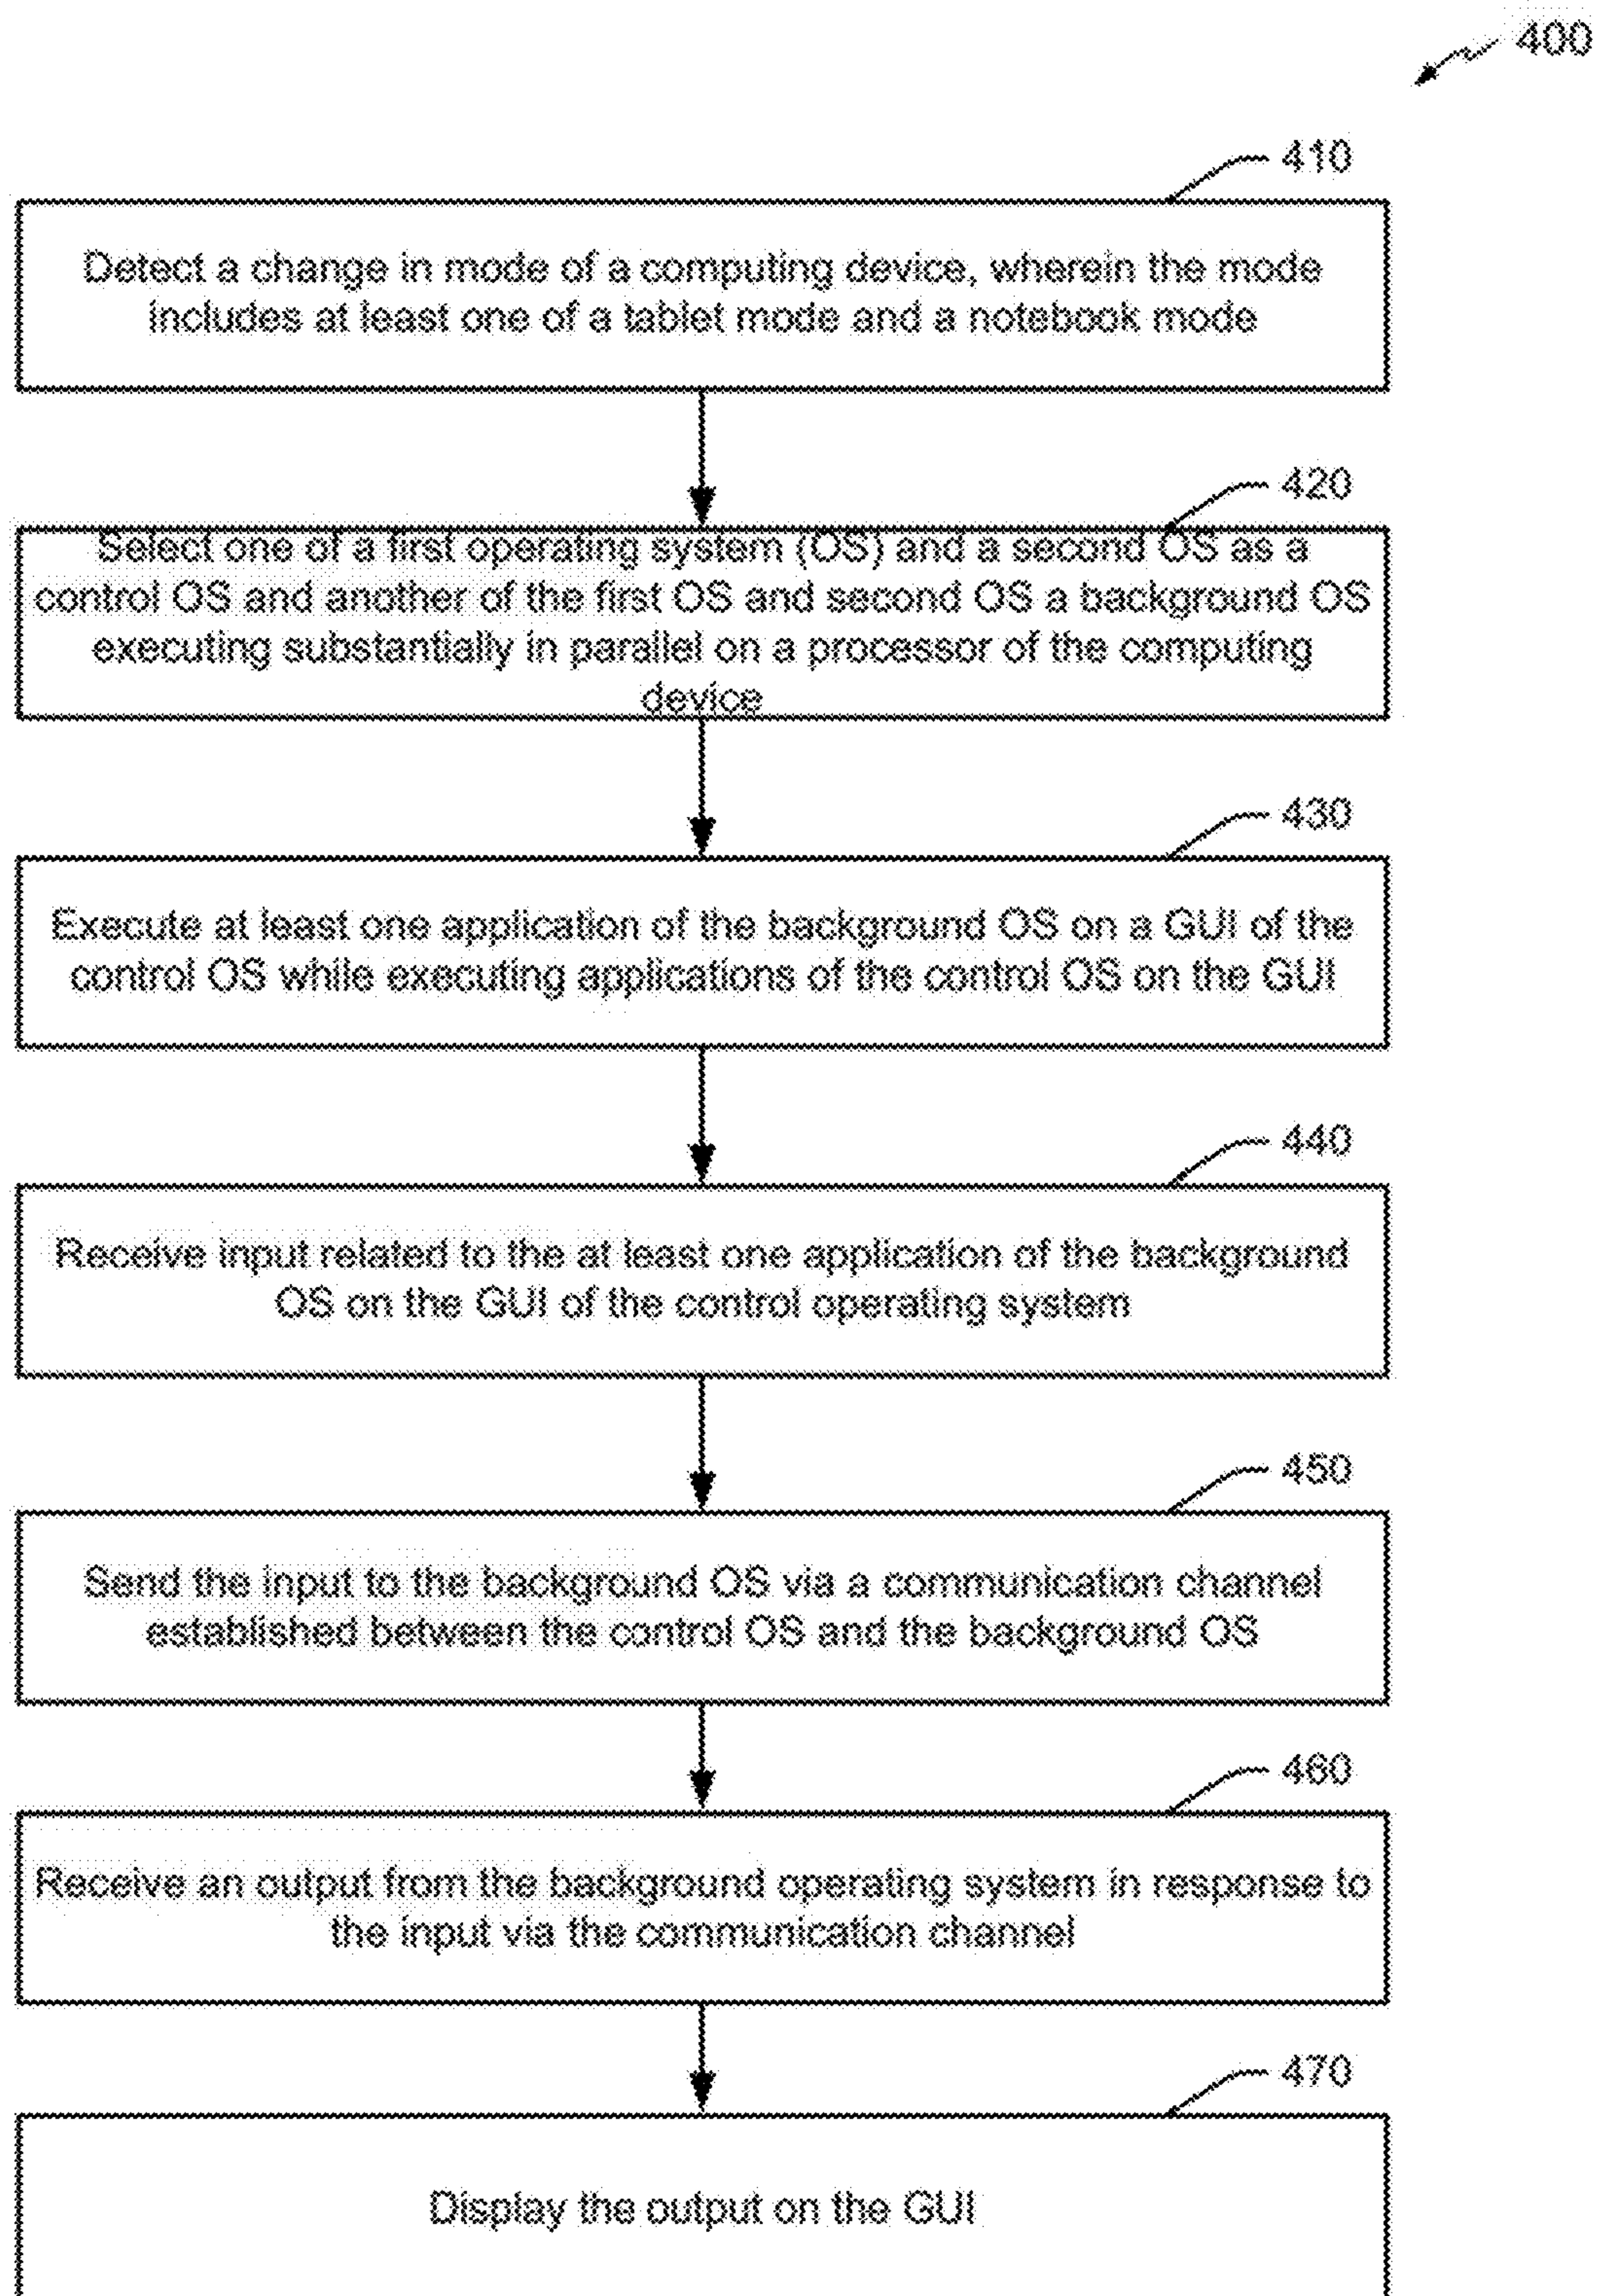 400
410
Detect a change in mode of a computing device, wherein the mode
includes at least one of a tablet mode and a notebook mode
420
Select one of a first operating system (OS) and a second OS as a
control OS and another of the first OS and second OS a background OS
executing substantially in parallel on a processor of the computing
device
430
Execute at least one application of the background OS on a GUI of the
control OS while executing applications of the control OS on the GUI
440
Receive input related to the at least one application of the background
OS on the GUI of the control operating system
450
Send the input to the background OS via a communication channel
established between the control OS and the background OS
460
Receive an output from the background operating system in response to
the input via the communication channel
470
Display the output on the GUI